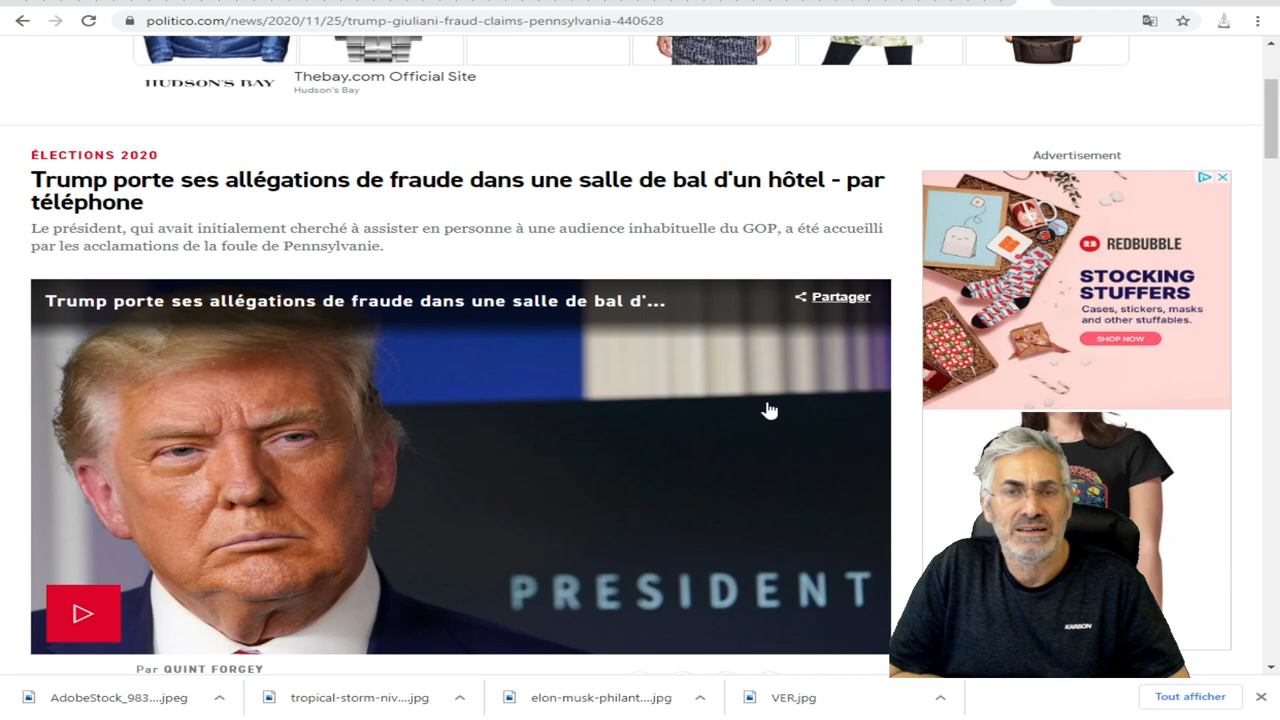 politico.com/news/2020/11/25/trump-giuliani-fraud-claims-pennsylvania-440628
HUDSON'S BAY
Thebay.com Official Site
Hudson's Bay
ÉLECTIONS 2020
Trump porte ses allégations de fraude dans une salle de bal d'un hôtel - par
téléphone
Le président, qui avait initialement cherché à assister en personne à une audience inhabituelle du GOP, a été accueilli
par les acclamations de la foule de Pennsylvanie.
Trump porte ses allégations de fraude dans une salle de bal d'...
Partager
PRESIDENT
Par QUINT FORGEY
Advertisement
RB REDBUBBLE
STOCKING
STUFFERS
Cases, stickers, masks
and other stuffables.
SHOP NOW
KARBON
AdobeStock_983....jpeg
tropical-storm-niv....jpg
elon-musk-philant....jpg
VER.jpg
Tout afficher